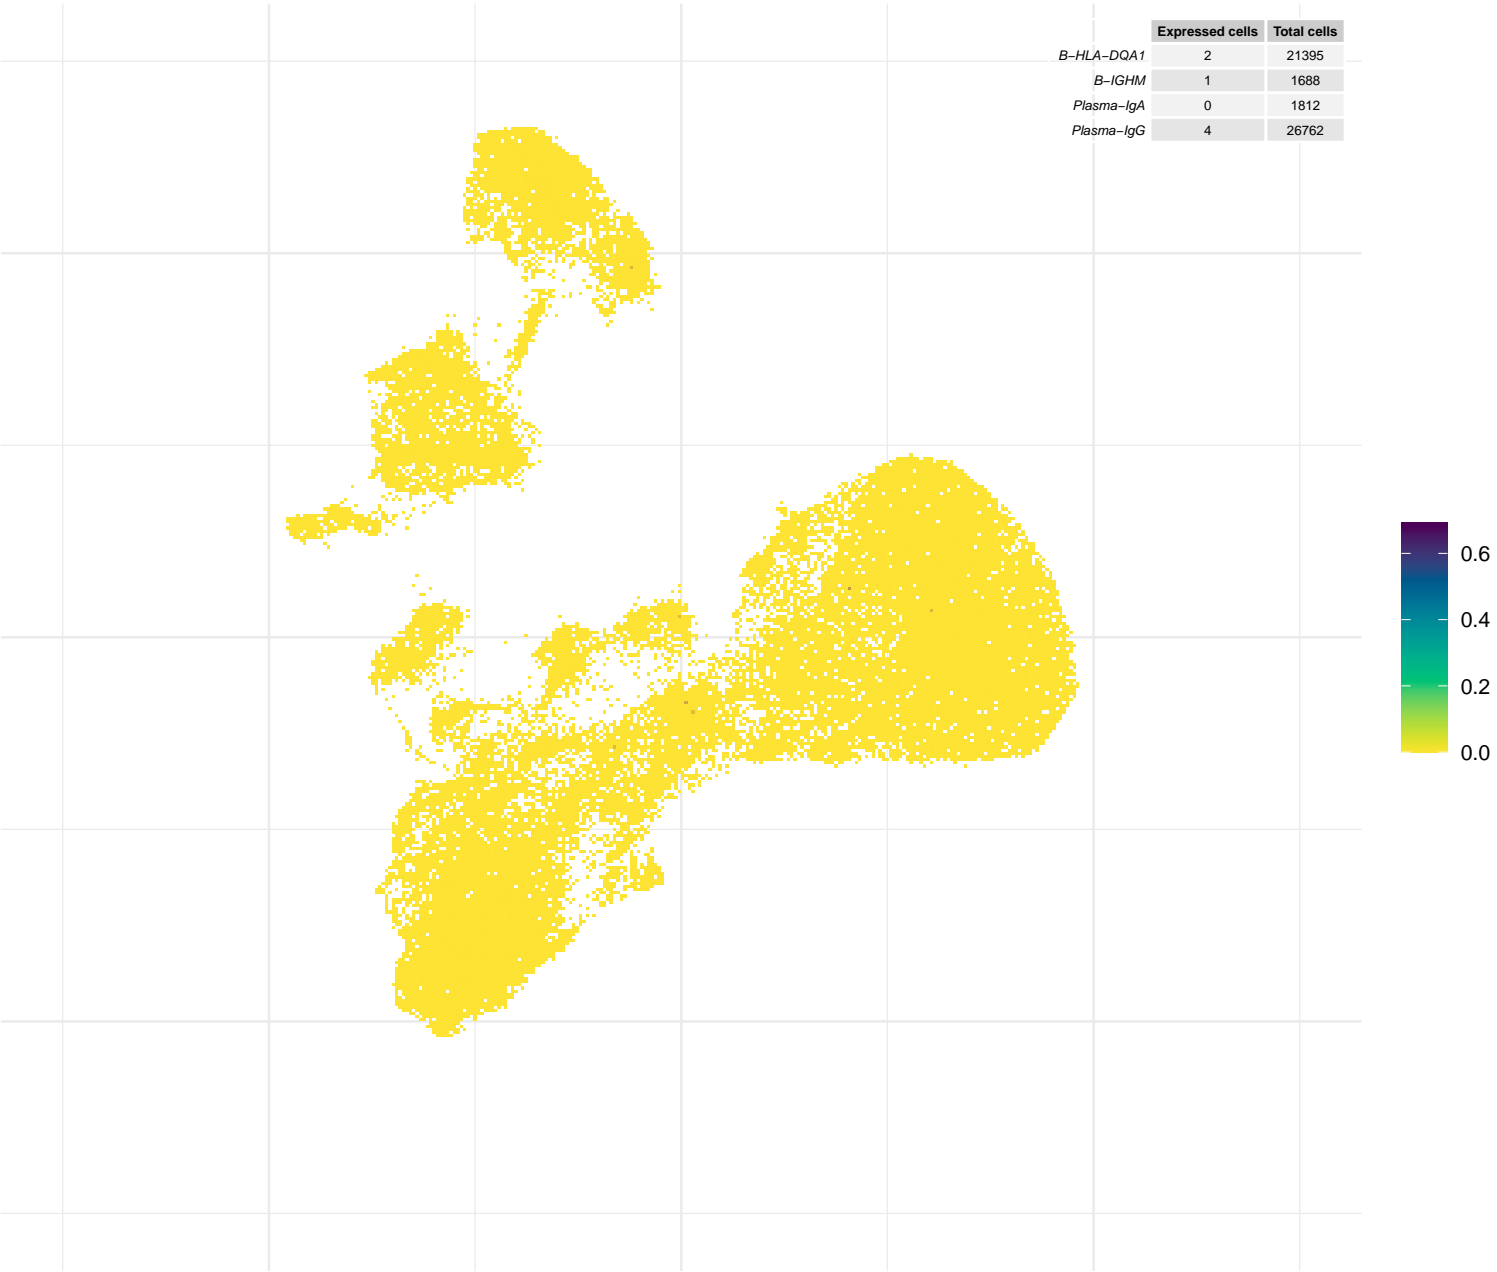 Expressed cells Total cells
B−HLA−DQA1 2 21395
B−IGHM 1 1688
Plasma−IgA 0 1812
Plasma−IgG 4 26762
0.6
0.4
0.2
0.0